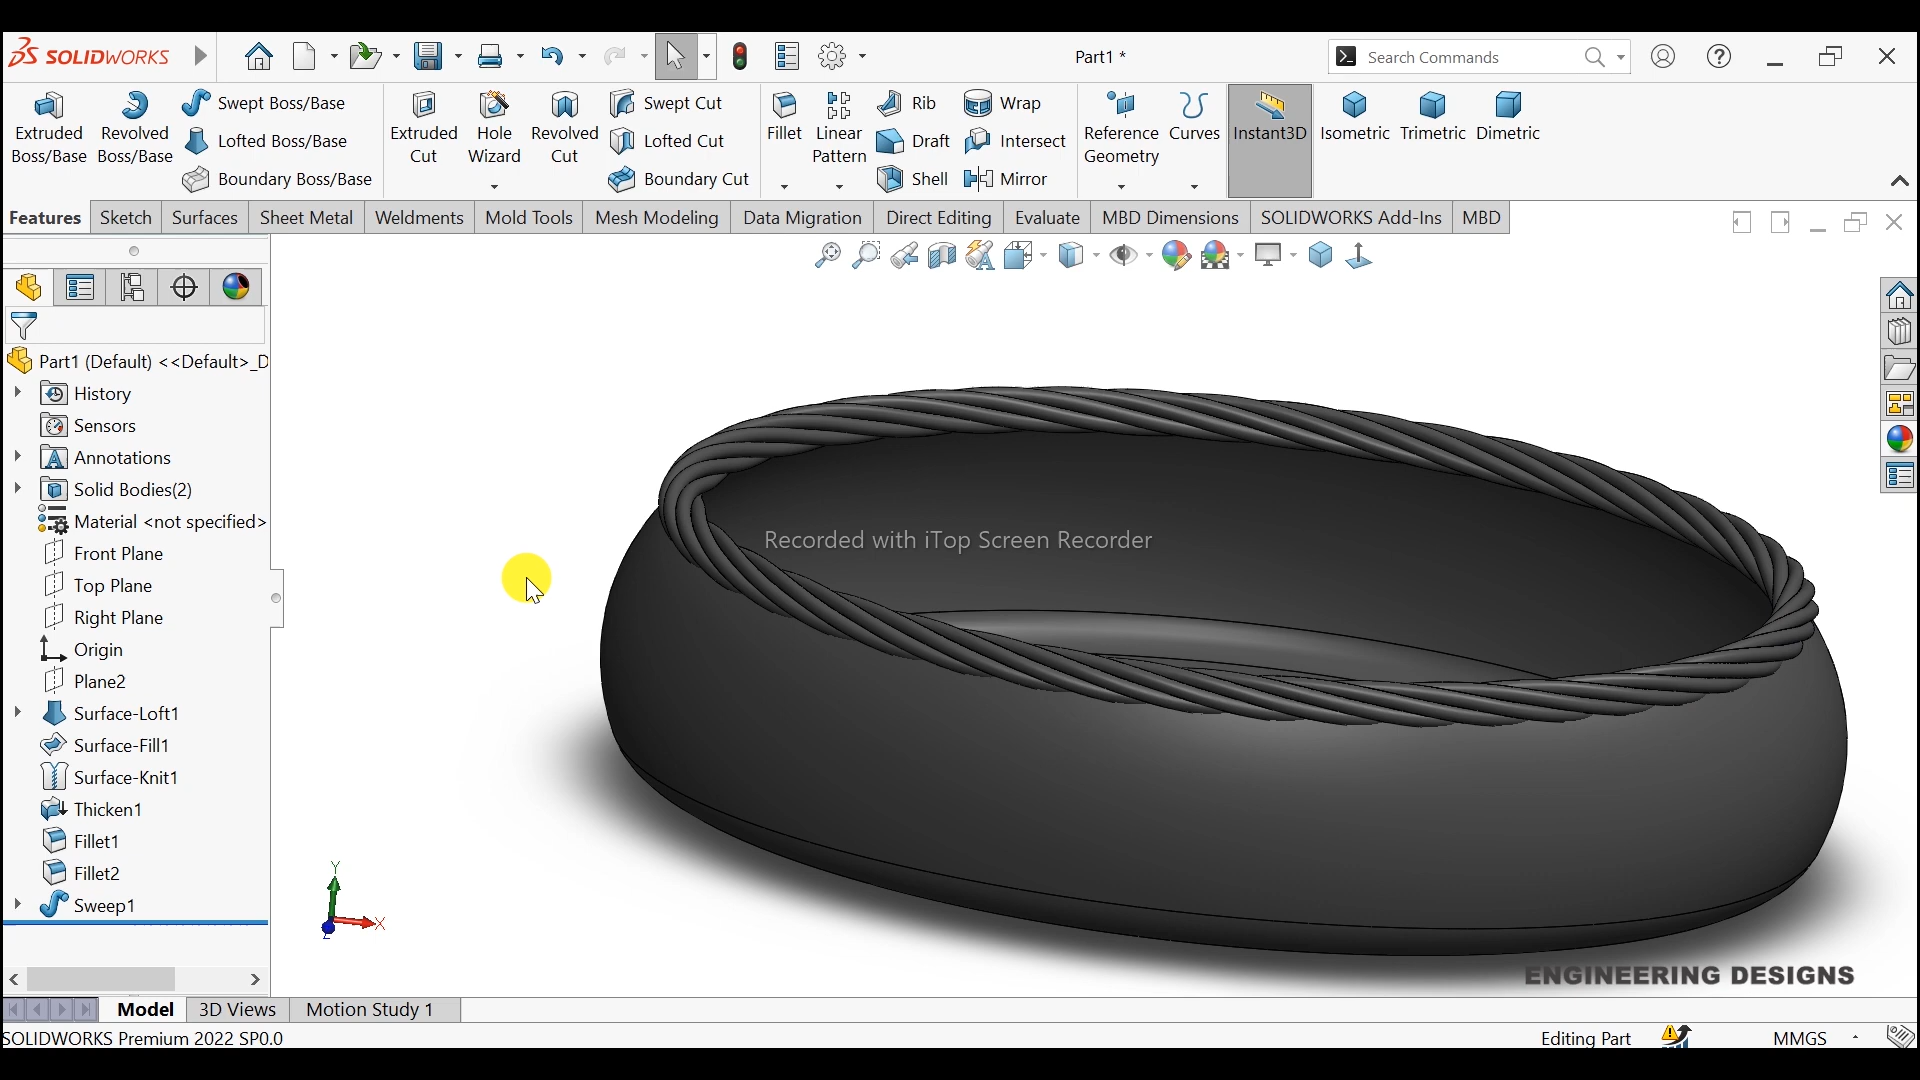 SOLIDWORKS
Part1 *
Search Commands
Extruded Boss/Base
Revolved Boss/Base
Swept Boss/Base
Lofted Boss/Base
Boundary Boss/Base
Extruded Cut
Hole Wizard
Revolved Cut
Swept Cut
Lofted Cut
Boundary Cut
Fillet
Linear Pattern
Rib
Draft
Shell
Wrap
Intersect
Mirror
Reference Geometry
Curves
Instant3D
Isometric
Trimetric
Dimetric
Features Sketch Surfaces Sheet Metal Weldments Mold Tools Mesh Modeling Data Migration Direct Editing Evaluate MBD Dimensions SOLIDWORKS Add-Ins MBD
Part1 (Default) <<Default>_D
History
Sensors
Annotations
Solid Bodies(2)
Material <not specified>
Front Plane
Top Plane
Right Plane
Origin
Plane2
Surface-Loft1
Surface-Fill1
Surface-Knit1
Thicken1
Fillet1
Fillet2
Sweep1
Recorded with iTop Screen Recorder
Y
X
Z
ENGINEERING DESIGNS
Model 3D Views Motion Study 1
SOLIDWORKS Premium 2022 SP0.0
Editing Part
MMGS